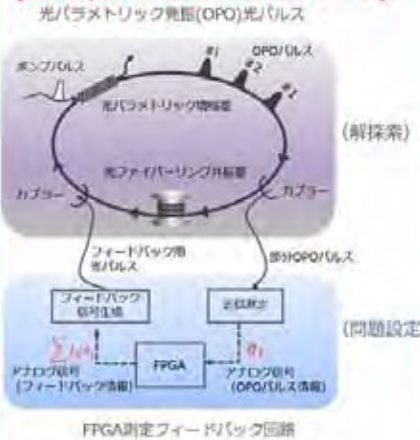 光パラメトリック発振(OPO)光パルス
#i
OPOパルス
#2
#1
ポンプパルス
光パラメトリック増幅器
(解探索)
光ファイバーリング共振器
カプラー
カプラー
フィードバック用
光パルス
部分OPOパルス
フィードバック
信号生成
測定
(問題設定
FPGA
アナログ信号
(フィードバック情報)
アナログ信号
(OPOパルス情報)
FPGA測定フィードバック回路